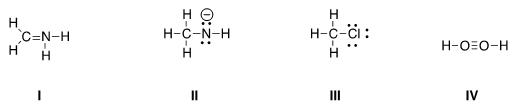 H H ⊖ H
H-C-N-H H-C-Cl:
C=N-H H-O≡O-H
H H H H
I II III IV